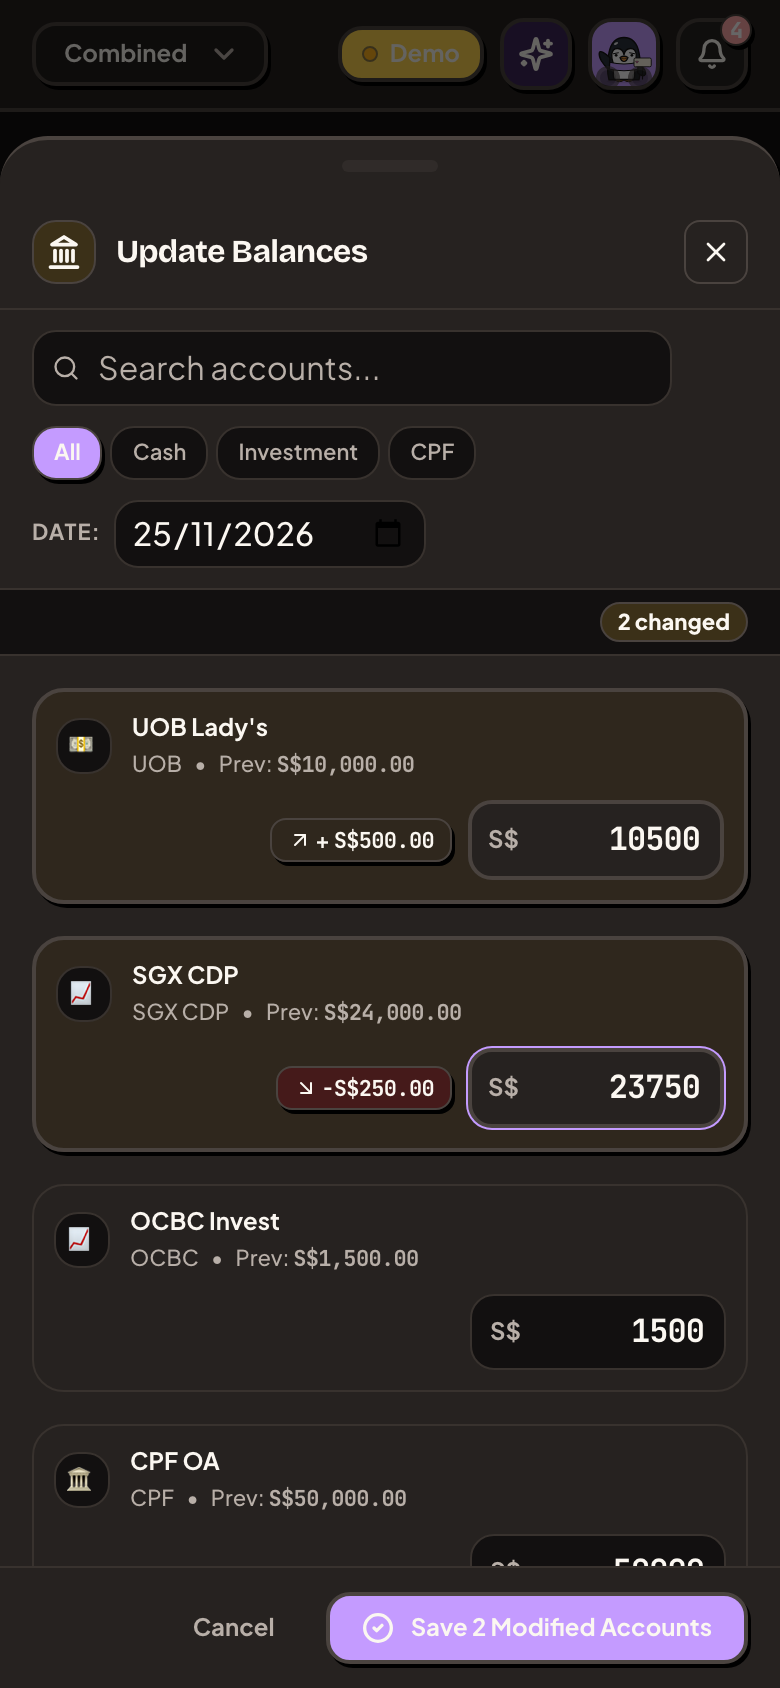 Combined
Demo
4
Update Balances
Search accounts...
All
Cash
Investment
CPF
DATE:
25/11/2026
2 changed
UOB Lady's
UOB • Prev: S$10,000.00
+ S$500.00
S$ 10500
SGX CDP
SGX CDP • Prev: S$24,000.00
-S$250.00
S$ 23750
OCBC Invest
OCBC • Prev: S$1,500.00
S$ 1500
CPF OA
CPF • Prev: S$50,000.00
S$ 50000
Cancel
Save 2 Modified Accounts